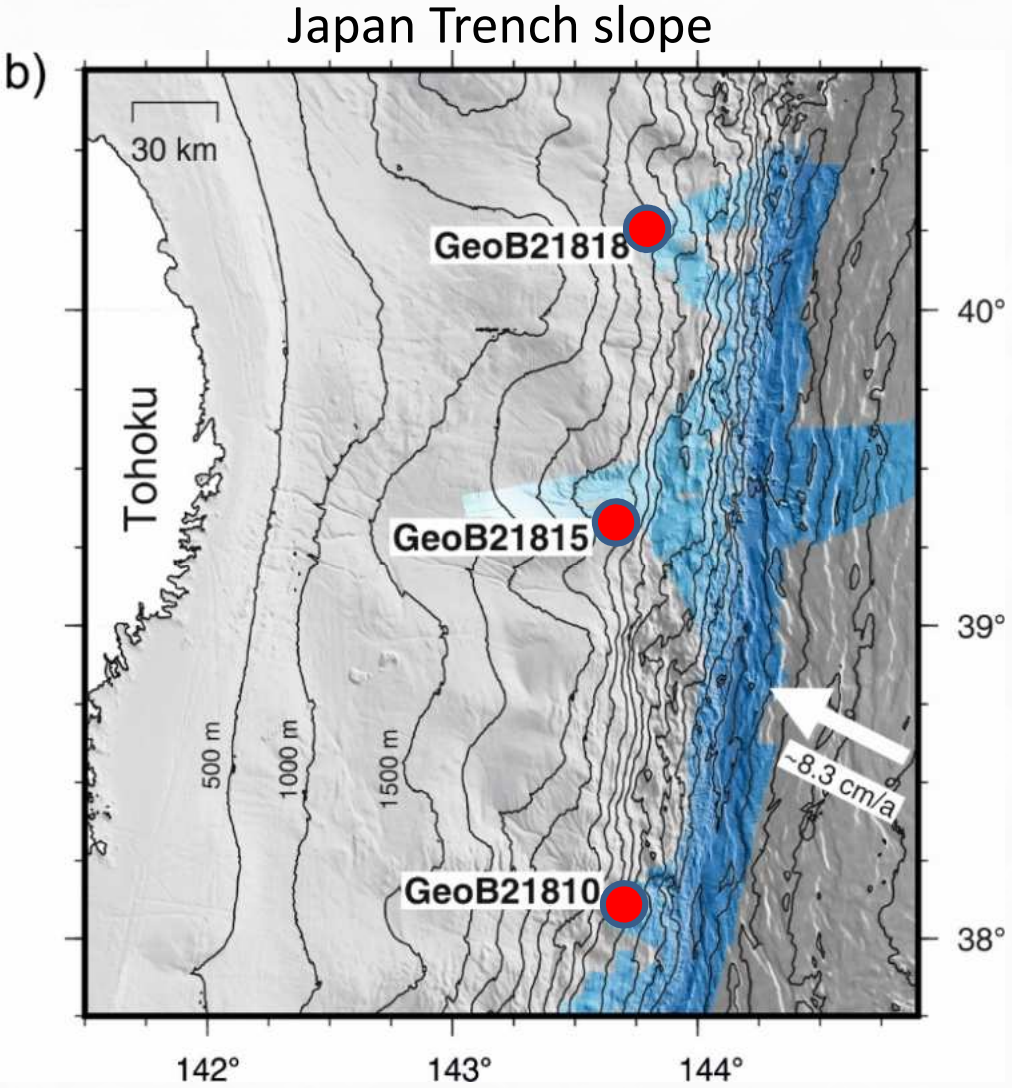 Japan Trench slope
b)
30 km
GeoB21818
40°
Tohoku
GeoB21815
39°
500 m
1000 m
1500 m
~8.3 cm/a
GeoB21810
38°
142°
143°
144°